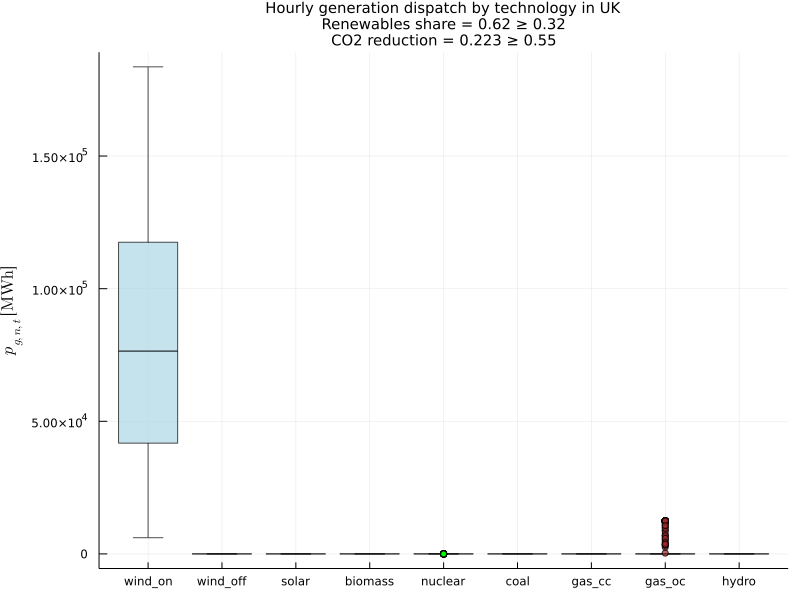 Hourly generation dispatch by technology in UK
Renewables share = 0.62 ≥ 0.32
CO2 reduction = 0.223 ≥ 0.55
p_{g,n,t} [MWh]
1.50×10⁵
1.00×10⁵
5.00×10⁴
0
wind_on wind_off solar biomass nuclear coal gas_cc gas_oc hydro